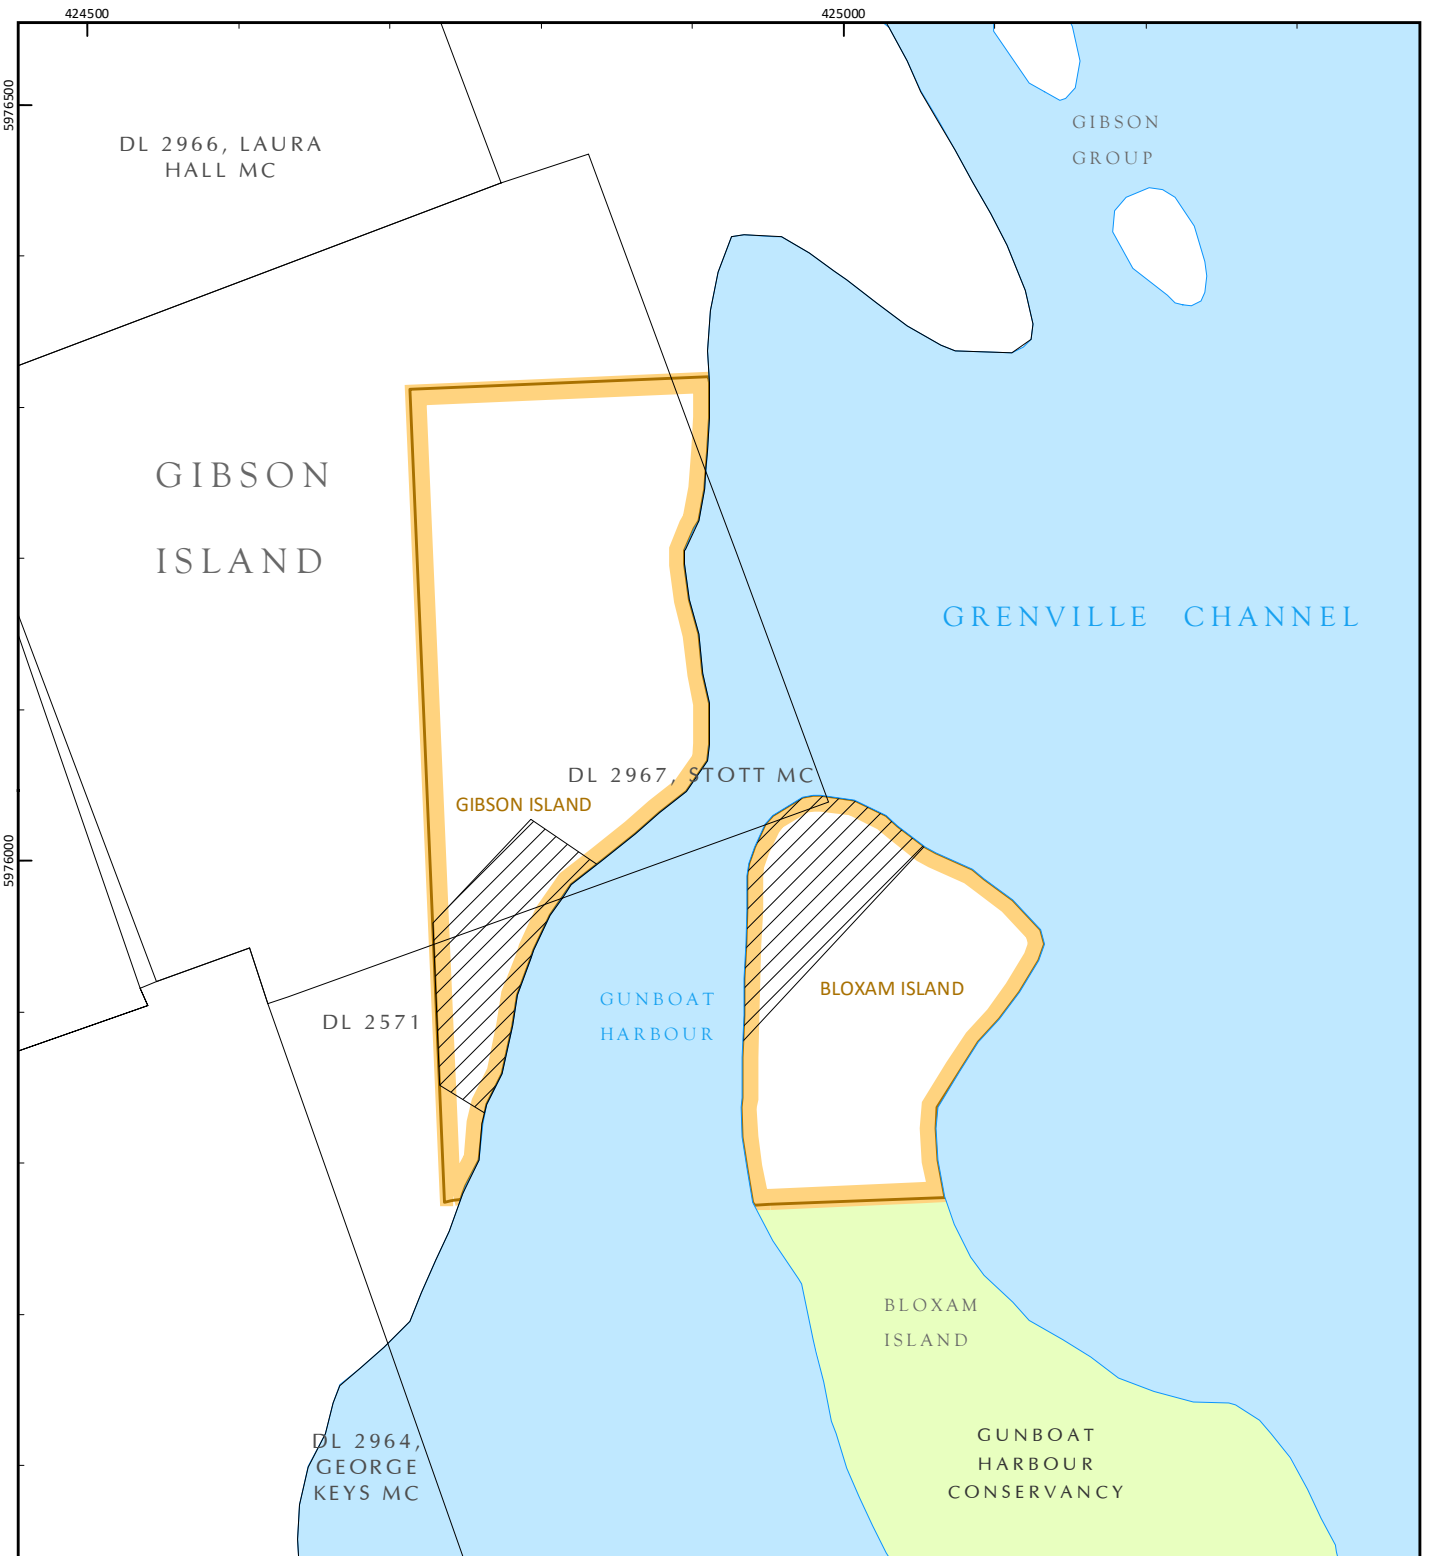 424500
425000
5976500
DL 2966, LAURA
HALL MC
GIBSON
GROUP
GIBSON
ISLAND
GRENVILLE CHANNEL
DL 2967, STOTT MC
GIBSON ISLAND
5976000
BLOXAM ISLAND
GUNBOAT
HARBOUR
DL 2571
BLOXAM
ISLAND
DL 2964,
GEORGE
KEYS MC
GUNBOAT
HARBOUR
CONSERVANCY